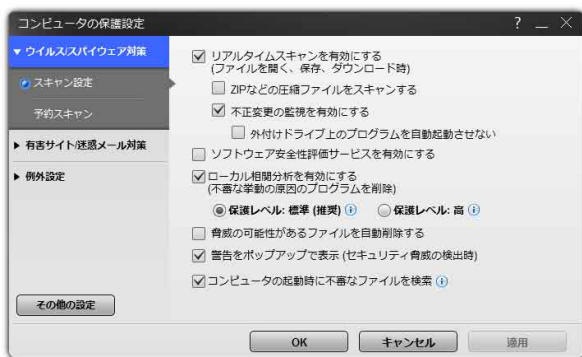 コンピュータの保護設定
▼ ウイルス/スパイウェア対策
スキャン設定
予約スキャン
▶ 有害サイト/迷惑メール対策
▶ 例外設定
その他の設定
リアルタイムスキャンを有効にする
(ファイルを開く、保存、ダウンロード時)
ZIPなどの圧縮ファイルをスキャンする
不正変更の監視を有効にする
外付けドライブ上のプログラムを自動起動させない
ソフトウェア安全性評価サービスを有効にする
ローカル相関分析を有効にする
(不審な挙動の原因のプログラムを削除)
保護レベル: 標準 (推奨) 保護レベル: 高
脅威の可能性があるファイルを自動削除する
警告をポップアップで表示 (セキュリティ脅威の検出時)
コンピュータの起動時に不審なファイルを検索
OK キャンセル 適用